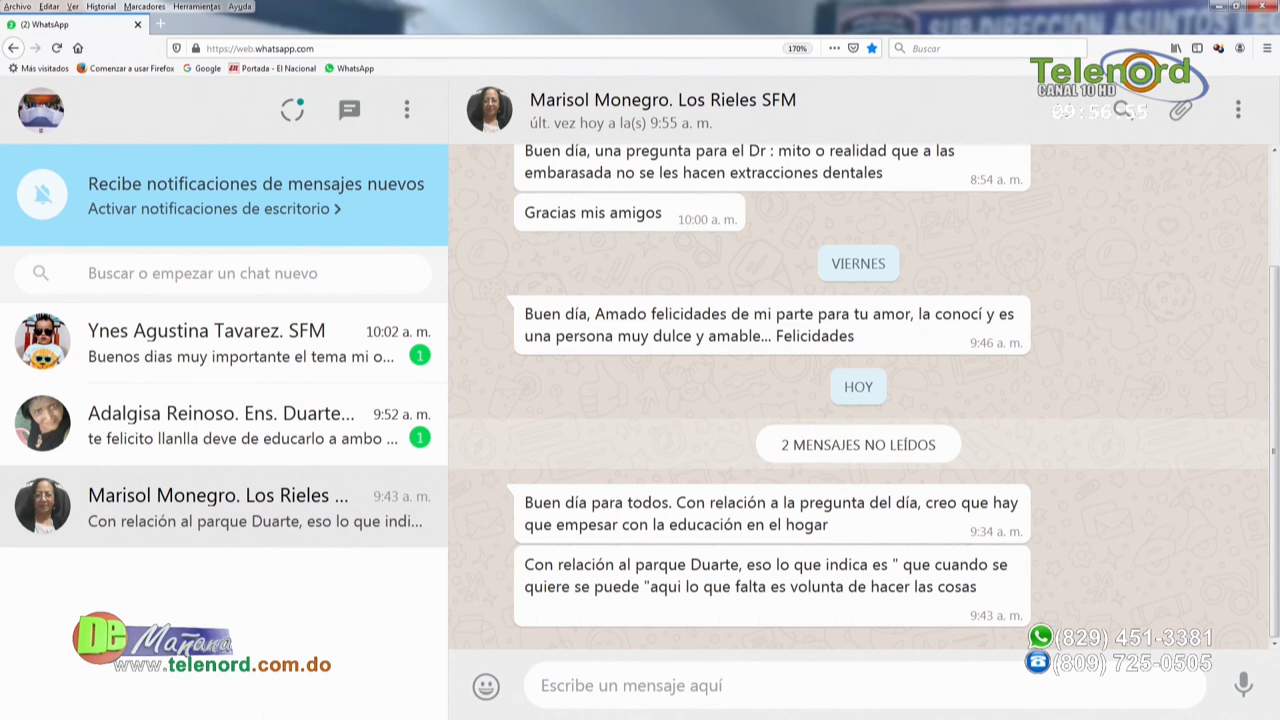 Archivo Editar Ver Historial Marcadores Herramientas Ayuda
(2) WhatsApp
SUB-DIRECCION ASUNTOS LE
https://web.whatsapp.com
170%
Buscar
Más visitados Comenzar a usar Firefox Google Portada - El Nacional WhatsApp
Telenord
CANAL 10 HD
09:56:55
Marisol Monegro. Los Rieles SFM
últ. vez hoy a la(s) 9:55 a. m.
Recibe notificaciones de mensajes nuevos
Activar notificaciones de escritorio >
Buscar o empezar un chat nuevo
Ynes Agustina Tavarez. SFM 10:02 a. m.
Buenos dias muy importante el tema mi o... 1
Adalgisa Reinoso. Ens. Duarte... 9:52 a. m.
te felicito llanlla deve de educarlo a ambo ... 1
Marisol Monegro. Los Rieles ... 9:43 a. m.
Con relación al parque Duarte, eso lo que indi...
Buen día, una pregunta para el Dr : mito o realidad que a las
embarasada no se les hacen extracciones dentales
8:54 a. m.
Gracias mis amigos 10:00 a. m.
VIERNES
Buen día, Amado felicidades de mi parte para tu amor, la conocí y es
una persona muy dulce y amable... Felicidades
9:46 a. m.
HOY
2 MENSAJES NO LEÍDOS
Buen día para todos. Con relación a la pregunta del día, creo que hay
que empesar con la educación en el hogar
9:34 a. m.
Con relación al parque Duarte, eso lo que indica es " que cuando se
quiere se puede "aqui lo que falta es volunta de hacer las cosas
9:43 a. m.
De Mañana
www.telenord.com.do
(829) 451-3381
(809) 725-0505
Escribe un mensaje aquí